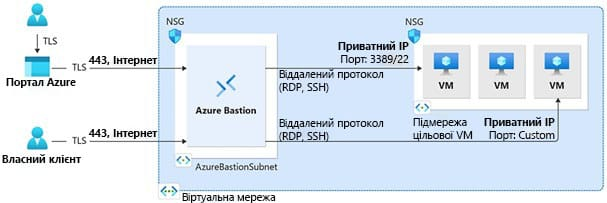 TLS
Портал Azure
TLS
443, Інтернет
NSG
Azure Bastion
AzureBastionSubnet
Віддалений протокол
(RDP, SSH)
Приватний IP
Порт: 3389/22
NSG
VM
VM
VM
Підмережа
цільової VM
Приватний IP
Порт: Custom
Власний клієнт
TLS
443, Інтернет
Віддалений протокол
(RDP, SSH)
Віртуальна мережа